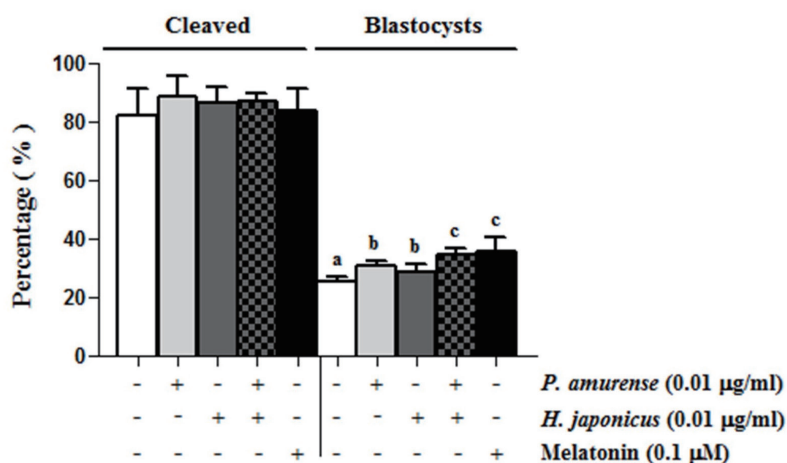 Cleaved Blastocysts
100
80
60
40
20
0
Percentage ( % )
a b b c c
- + - + - - + - + - P. amurense (0.01 µg/ml)
- - + + - - - + + - H. japonicus (0.01 µg/ml)
- - - - + - - - - + Melatonin (0.1 µM)